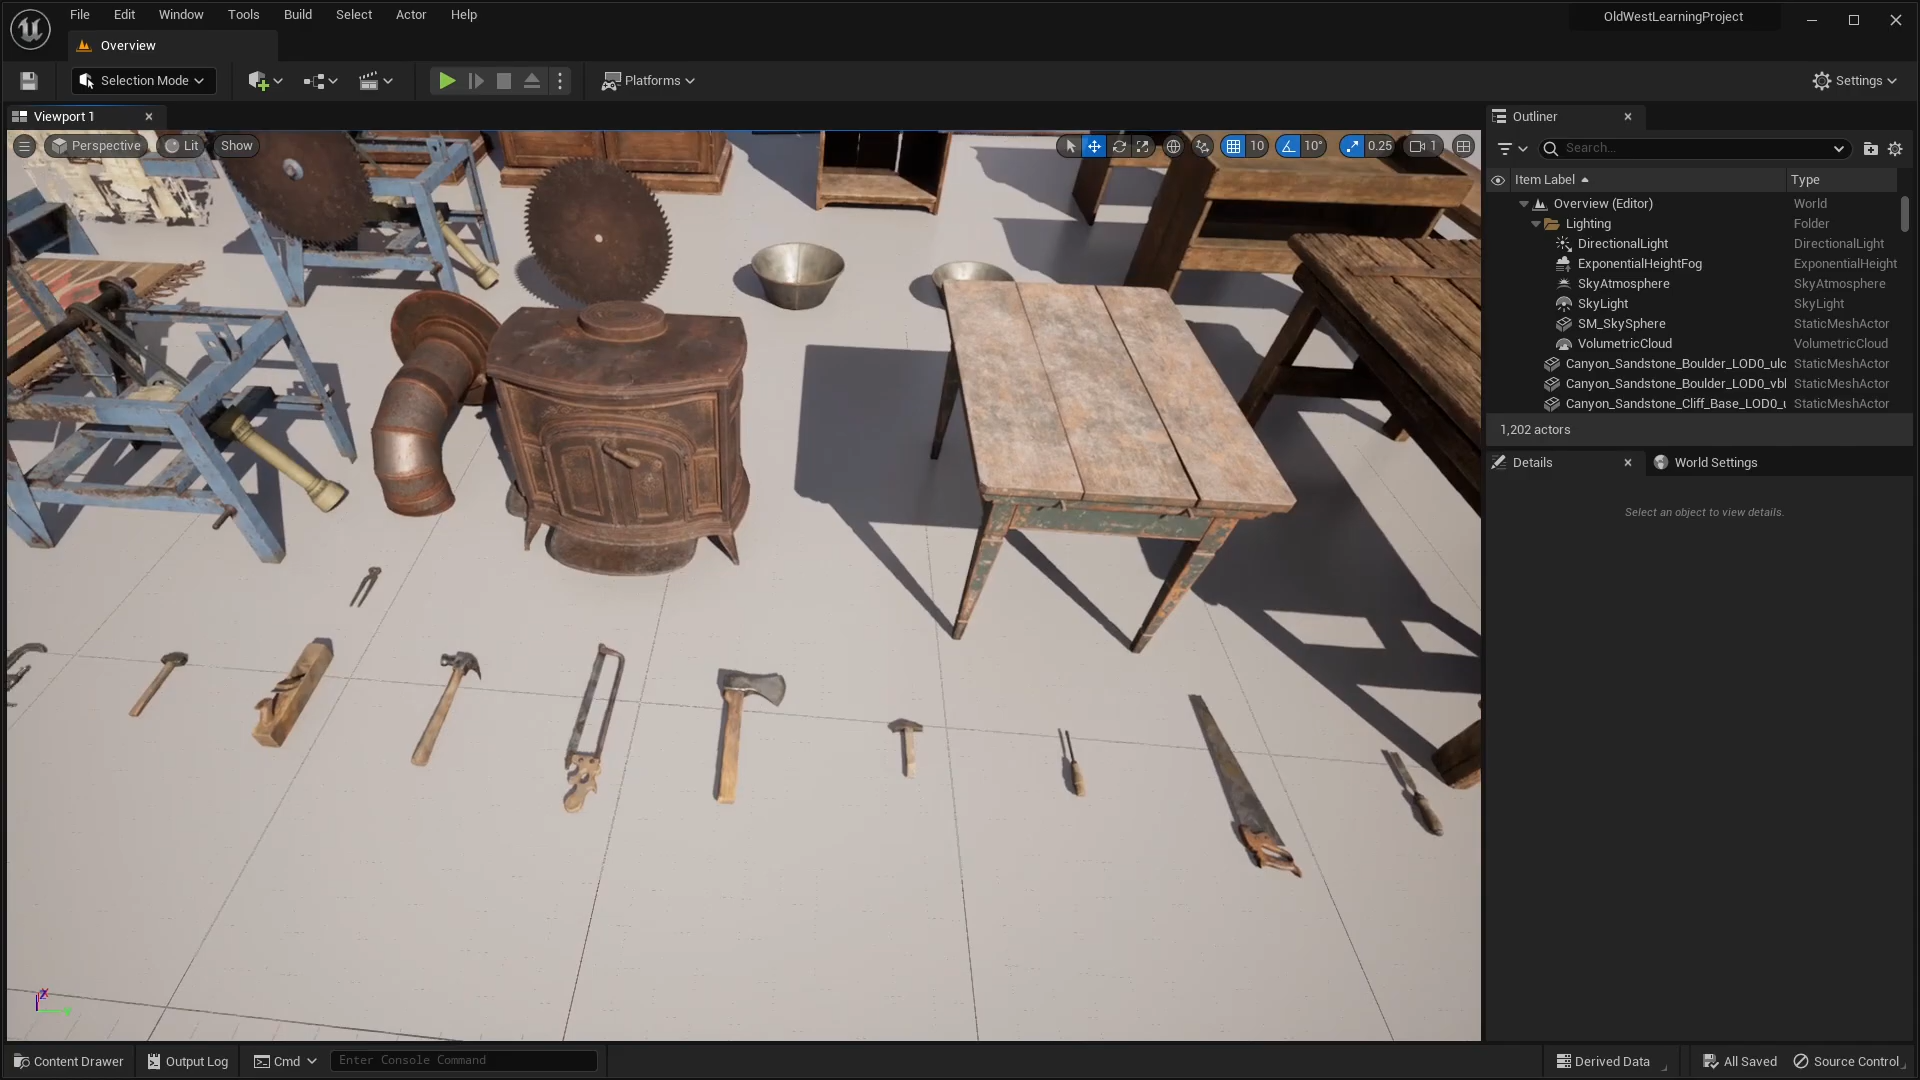 File Edit Window Tools Build Select Actor Help
OldWestLearningProject
Overview
Selection Mode
Platforms
Settings
Viewport 1
Perspective Lit Show
10 10° 0.25 1
Outliner
Search...
Item Label Type
Overview (Editor) World
Lighting Folder
DirectionalLight DirectionalLight
ExponentialHeightFog ExponentialHeight
SkyAtmosphere SkyAtmosphere
SkyLight SkyLight
SM_SkySphere StaticMeshActor
VolumetricCloud VolumetricCloud
Canyon_Sandstone_Boulder_LOD0_ulc StaticMeshActor
Canyon_Sandstone_Boulder_LOD0_vbl StaticMeshActor
Canyon_Sandstone_Cliff_Base_LOD0_u StaticMeshActor
1,202 actors
Details World Settings
Select an object to view details.
Content Drawer Output Log Cmd Enter Console Command
Derived Data All Saved Source Control